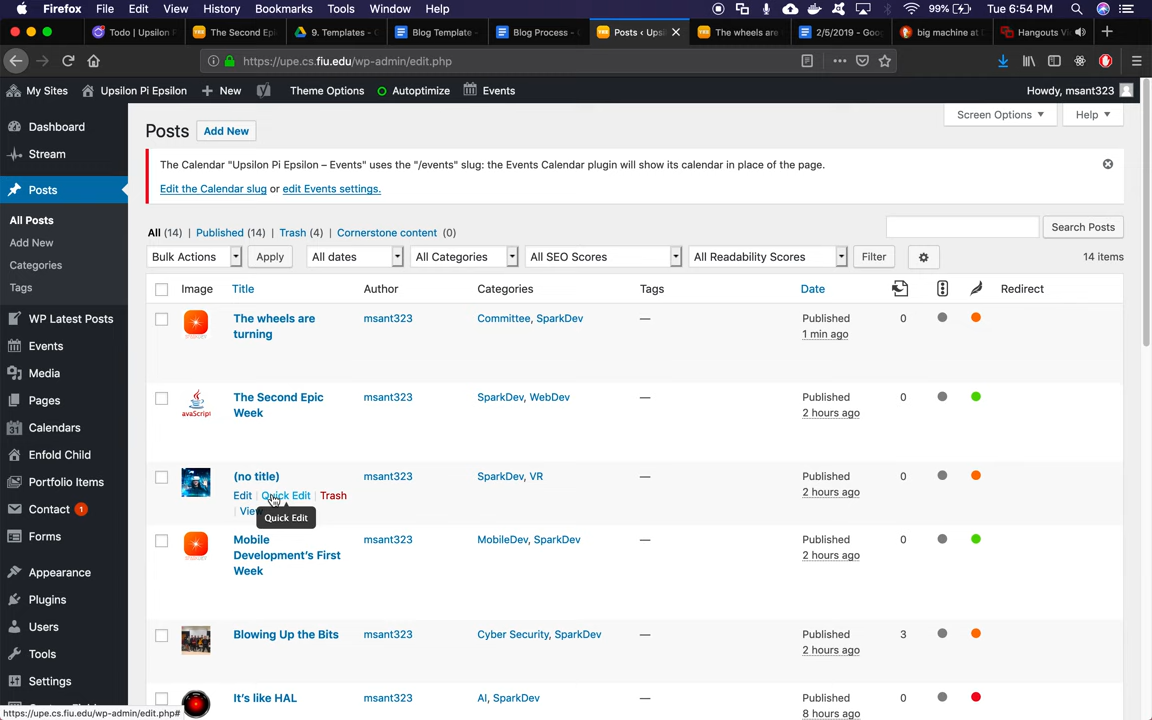 Firefox File Edit View History Bookmarks Tools Window Help 99% Tue 6:54 PM
Todo | Upsilon P The Second Epi 9. Templates - G Blog Template - Blog Process - Posts ‹ Ups The wheels are 2/5/2019 - Goog big machine at D Hangouts Vi
https://upe.cs.fiu.edu/wp-admin/edit.php
My Sites Upsilon Pi Epsilon New Theme Options Autoptimize Events Howdy, msant323
Screen Options Help
Dashboard
Stream
Posts
All Posts
Add New
Categories
Tags
WP Latest Posts
Events
Media
Pages
Calendars
Enfold Child
Portfolio Items
Contact 1
Forms
Appearance
Plugins
Users
Tools
Settings
Posts Add New
The Calendar "Upsilon Pi Epsilon – Events" uses the "/events" slug: the Events Calendar plugin will show its calendar in place of the page.
Edit the Calendar slug or edit Events settings.
All (14) | Published (14) | Trash (4) | Cornerstone content (0)
Search Posts
Bulk Actions Apply All dates All Categories All SEO Scores All Readability Scores Filter 14 items
Image Title Author Categories Tags Date Redirect
The wheels are msant323 Committee, SparkDev — Published 0
turning 1 min ago
The Second Epic msant323 SparkDev, WebDev — Published 0
Week 2 hours ago
avaScript
(no title) msant323 SparkDev, VR — Published 0
Edit | Quick Edit | Trash 2 hours ago
| View
Quick Edit
Mobile msant323 MobileDev, SparkDev — Published 0
Development's First 2 hours ago
Week
Blowing Up the Bits msant323 Cyber Security, SparkDev — Published 3
2 hours ago
It's like HAL msant323 AI, SparkDev — Published 0
8 hours ago
https://upe.cs.fiu.edu/wp-admin/edit.php#